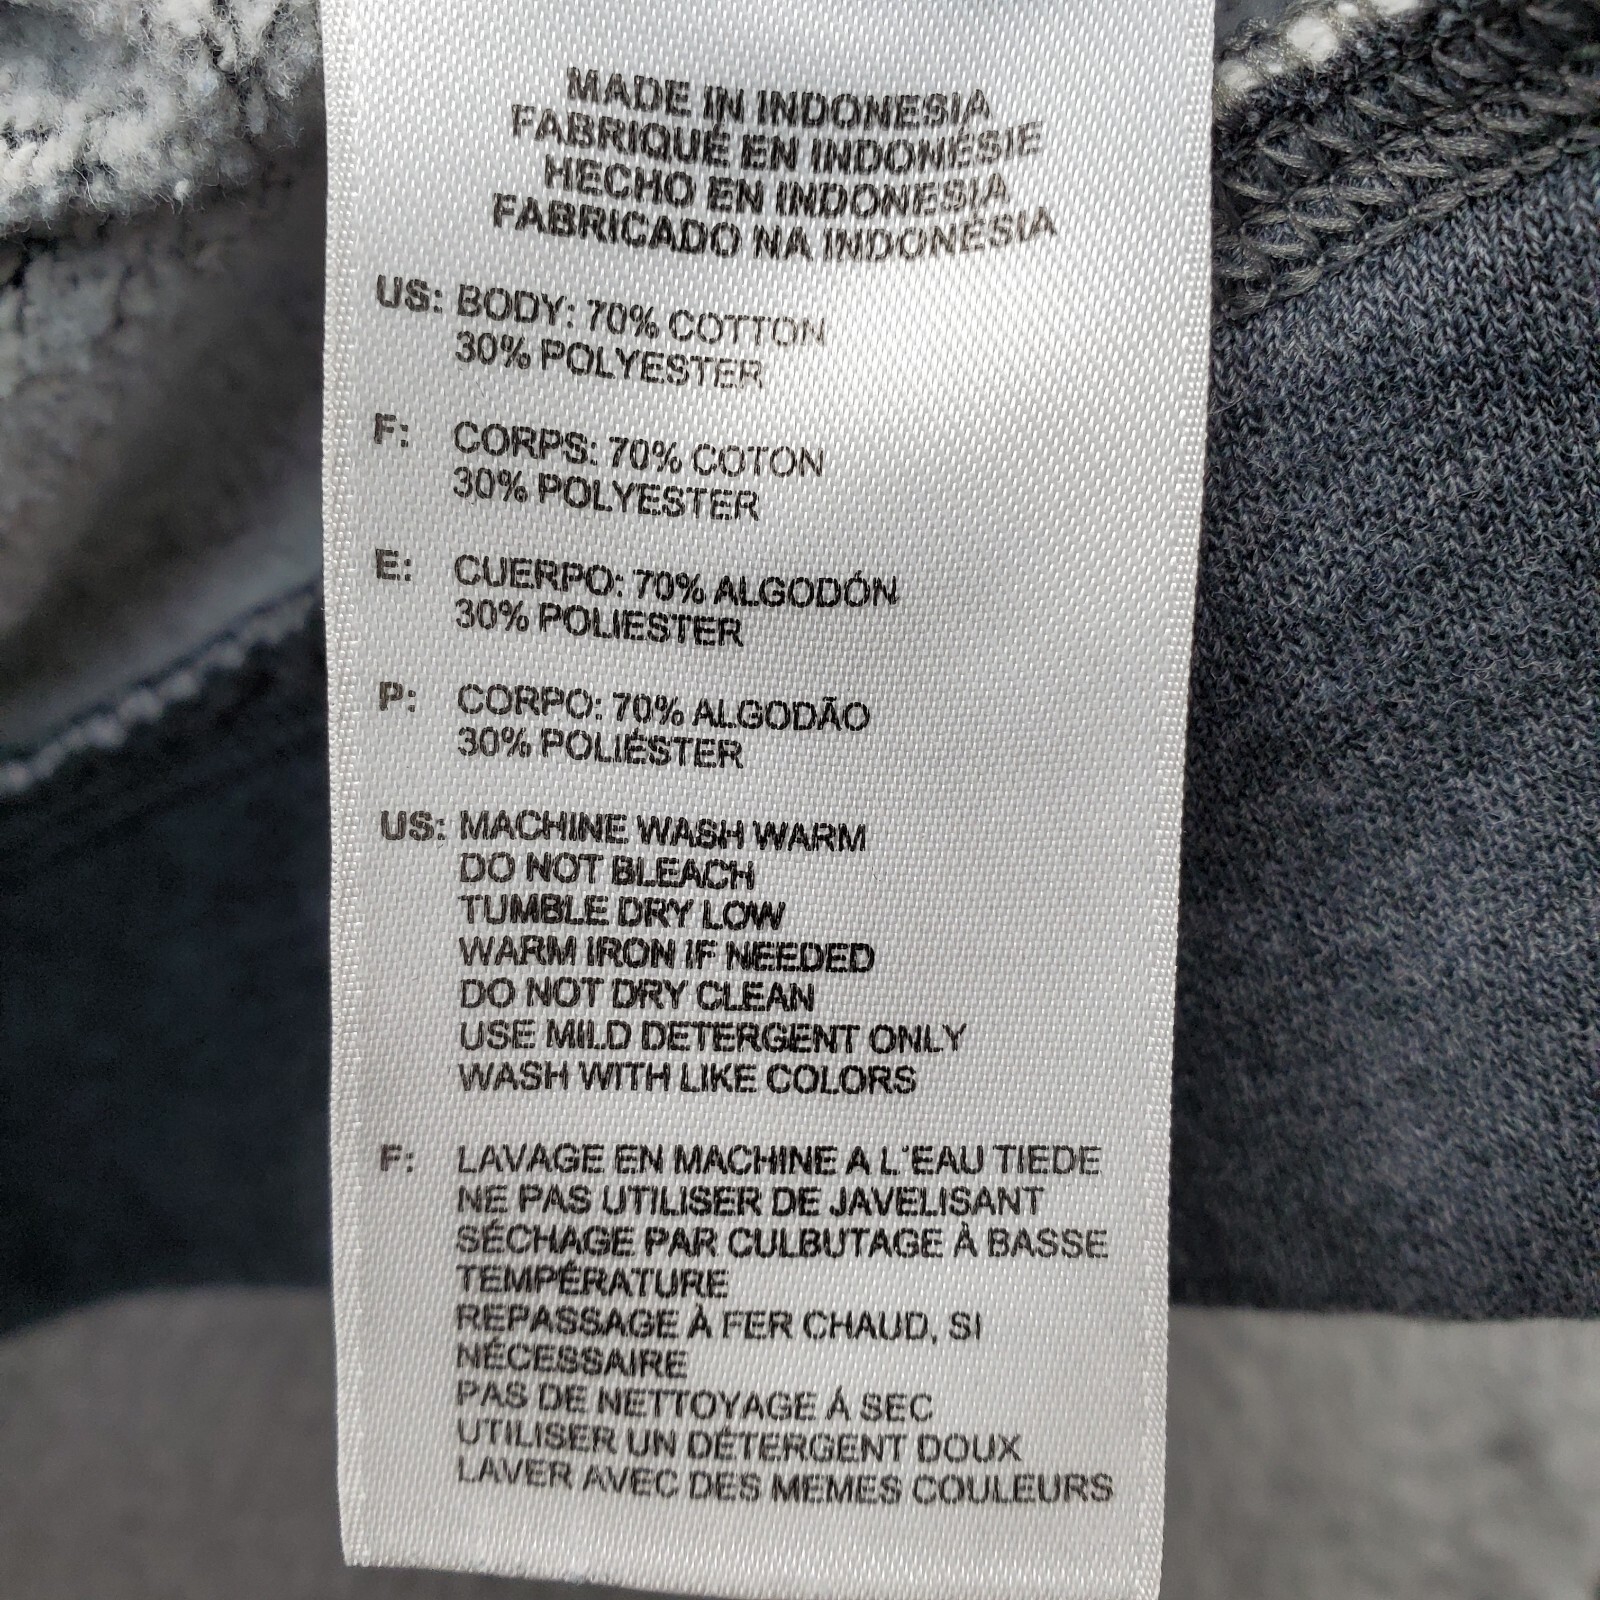 MADE IN INDONESIA
FABRIQUÉ EN INDONÉSIE
HECHO EN INDONESIA
FABRICADO NA INDONÉSIA
US: BODY: 70% COTTON
30% POLYESTER
F: CORPS: 70% COTON
30% POLYESTER
E: CUERPO: 70% ALGODÓN
30% POLIESTER
P: CORPO: 70% ALGODÃO
30% POLIÉSTER
US: MACHINE WASH WARM
DO NOT BLEACH
TUMBLE DRY LOW
WARM IRON IF NEEDED
DO NOT DRY CLEAN
USE MILD DETERGENT ONLY
WASH WITH LIKE COLORS
F: LAVAGE EN MACHINE A L'EAU TIEDE
NE PAS UTILISER DE JAVELISANT
SÉCHAGE PAR CULBUTAGE À BASSE
TEMPÉRATURE
REPASSAGE À FER CHAUD, SI
NÉCESSAIRE
PAS DE NETTOYAGE Á SEC
UTILISER UN DÉTERGENT DOUX
LAVER AVEC DES MEMES COULEURS